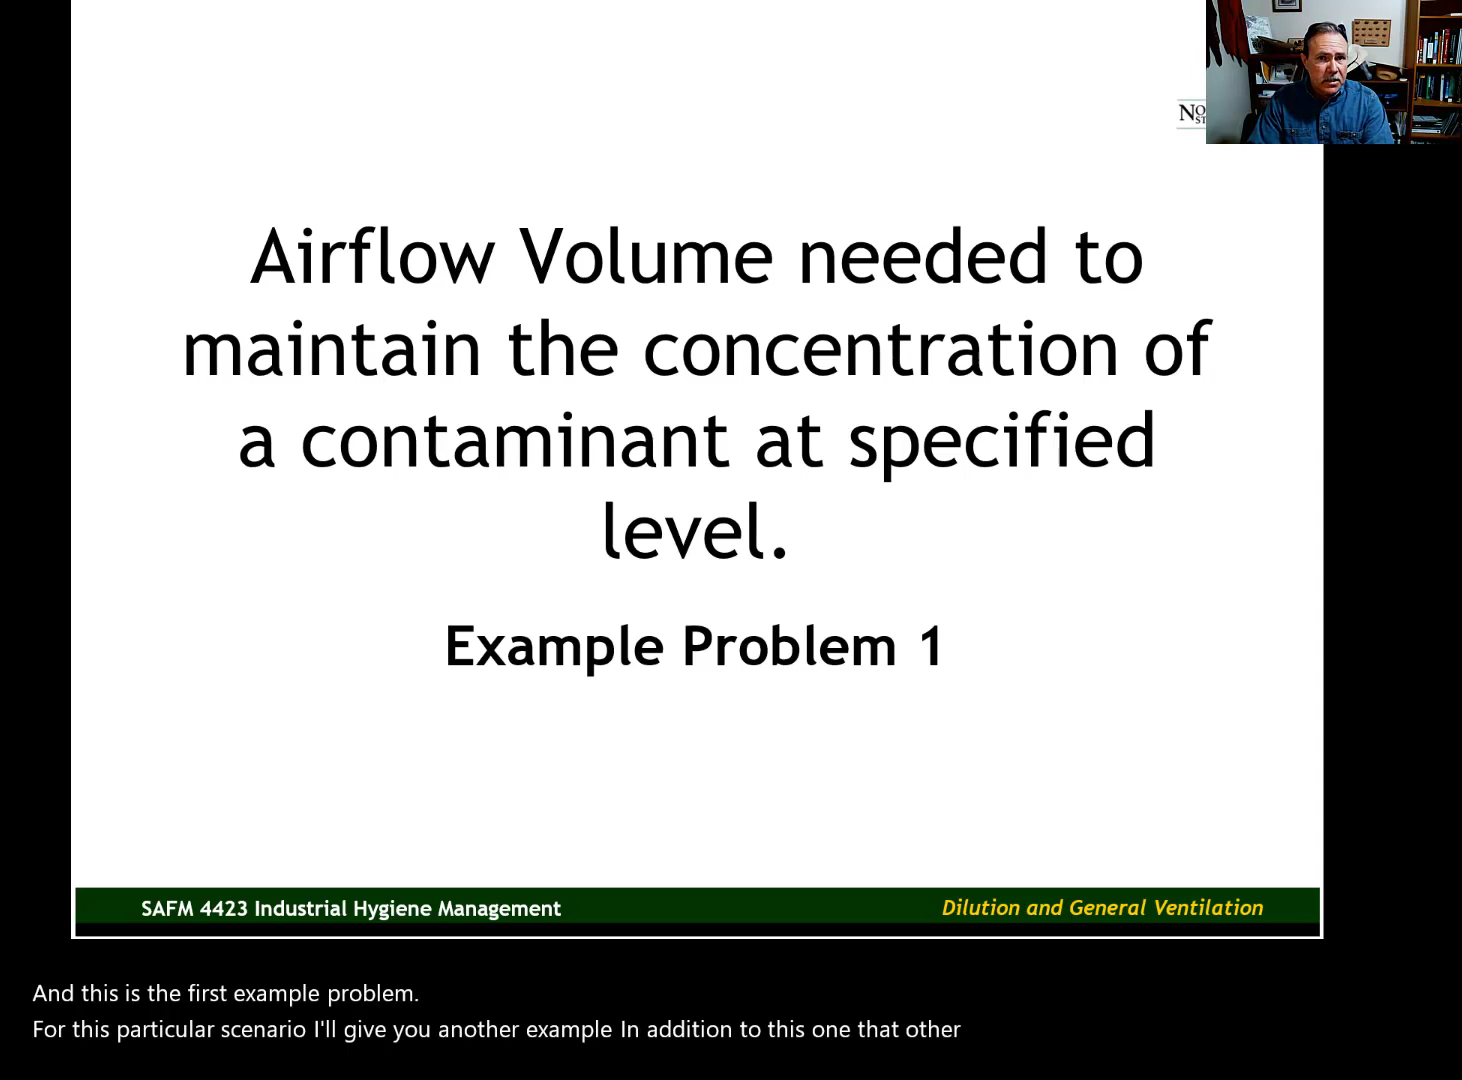 Airflow Volume needed to
maintain the concentration of
a contaminant at specified
level.
Example Problem 1
SAFM 4423 Industrial Hygiene Management
Dilution and General Ventilation
And this is the first example problem.
For this particular scenario I'll give you another example In addition to this one that other